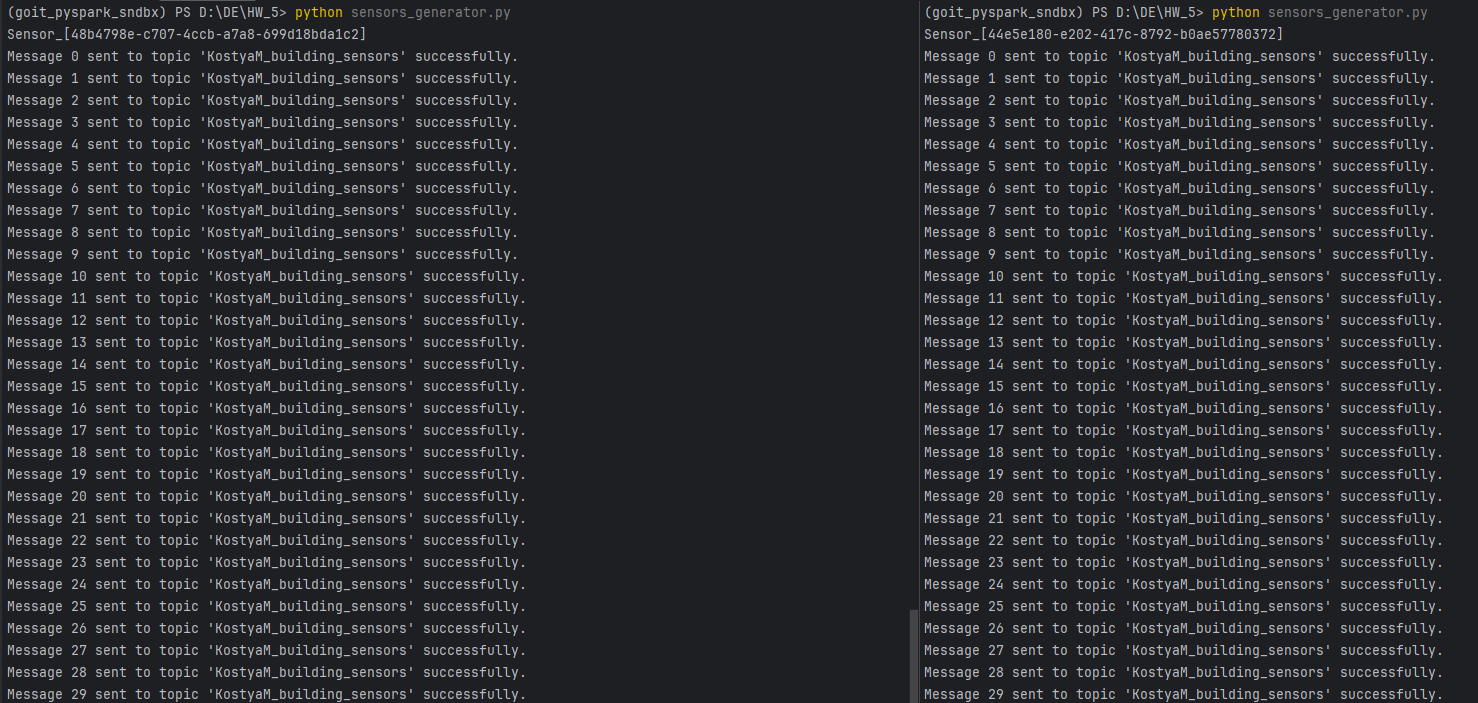 (goit_pyspark_sndbx) PS D:\DE\HW_5> python sensors_generator.py
Sensor_[48b4798e-c707-4ccb-a7a8-699d18bda1c2]
Message 0 sent to topic 'KostyaM_building_sensors' successfully.
Message 1 sent to topic 'KostyaM_building_sensors' successfully.
Message 2 sent to topic 'KostyaM_building_sensors' successfully.
Message 3 sent to topic 'KostyaM_building_sensors' successfully.
Message 4 sent to topic 'KostyaM_building_sensors' successfully.
Message 5 sent to topic 'KostyaM_building_sensors' successfully.
Message 6 sent to topic 'KostyaM_building_sensors' successfully.
Message 7 sent to topic 'KostyaM_building_sensors' successfully.
Message 8 sent to topic 'KostyaM_building_sensors' successfully.
Message 9 sent to topic 'KostyaM_building_sensors' successfully.
Message 10 sent to topic 'KostyaM_building_sensors' successfully.
Message 11 sent to topic 'KostyaM_building_sensors' successfully.
Message 12 sent to topic 'KostyaM_building_sensors' successfully.
Message 13 sent to topic 'KostyaM_building_sensors' successfully.
Message 14 sent to topic 'KostyaM_building_sensors' successfully.
Message 15 sent to topic 'KostyaM_building_sensors' successfully.
Message 16 sent to topic 'KostyaM_building_sensors' successfully.
Message 17 sent to topic 'KostyaM_building_sensors' successfully.
Message 18 sent to topic 'KostyaM_building_sensors' successfully.
Message 19 sent to topic 'KostyaM_building_sensors' successfully.
Message 20 sent to topic 'KostyaM_building_sensors' successfully.
Message 21 sent to topic 'KostyaM_building_sensors' successfully.
Message 22 sent to topic 'KostyaM_building_sensors' successfully.
Message 23 sent to topic 'KostyaM_building_sensors' successfully.
Message 24 sent to topic 'KostyaM_building_sensors' successfully.
Message 25 sent to topic 'KostyaM_building_sensors' successfully.
Message 26 sent to topic 'KostyaM_building_sensors' successfully.
Message 27 sent to topic 'KostyaM_building_sensors' successfully.
Message 28 sent to topic 'KostyaM_building_sensors' successfully.
Message 29 sent to topic 'KostyaM_building_sensors' successfully.
(goit_pyspark_sndbx) PS D:\DE\HW_5> python sensors_generator.py
Sensor_[44e5e180-e202-417c-8792-b0ae57780372]
Message 0 sent to topic 'KostyaM_building_sensors' successfully.
Message 1 sent to topic 'KostyaM_building_sensors' successfully.
Message 2 sent to topic 'KostyaM_building_sensors' successfully.
Message 3 sent to topic 'KostyaM_building_sensors' successfully.
Message 4 sent to topic 'KostyaM_building_sensors' successfully.
Message 5 sent to topic 'KostyaM_building_sensors' successfully.
Message 6 sent to topic 'KostyaM_building_sensors' successfully.
Message 7 sent to topic 'KostyaM_building_sensors' successfully.
Message 8 sent to topic 'KostyaM_building_sensors' successfully.
Message 9 sent to topic 'KostyaM_building_sensors' successfully.
Message 10 sent to topic 'KostyaM_building_sensors' successfully.
Message 11 sent to topic 'KostyaM_building_sensors' successfully.
Message 12 sent to topic 'KostyaM_building_sensors' successfully.
Message 13 sent to topic 'KostyaM_building_sensors' successfully.
Message 14 sent to topic 'KostyaM_building_sensors' successfully.
Message 15 sent to topic 'KostyaM_building_sensors' successfully.
Message 16 sent to topic 'KostyaM_building_sensors' successfully.
Message 17 sent to topic 'KostyaM_building_sensors' successfully.
Message 18 sent to topic 'KostyaM_building_sensors' successfully.
Message 19 sent to topic 'KostyaM_building_sensors' successfully.
Message 20 sent to topic 'KostyaM_building_sensors' successfully.
Message 21 sent to topic 'KostyaM_building_sensors' successfully.
Message 22 sent to topic 'KostyaM_building_sensors' successfully.
Message 23 sent to topic 'KostyaM_building_sensors' successfully.
Message 24 sent to topic 'KostyaM_building_sensors' successfully.
Message 25 sent to topic 'KostyaM_building_sensors' successfully.
Message 26 sent to topic 'KostyaM_building_sensors' successfully.
Message 27 sent to topic 'KostyaM_building_sensors' successfully.
Message 28 sent to topic 'KostyaM_building_sensors' successfully.
Message 29 sent to topic 'KostyaM_building_sensors' successfully.